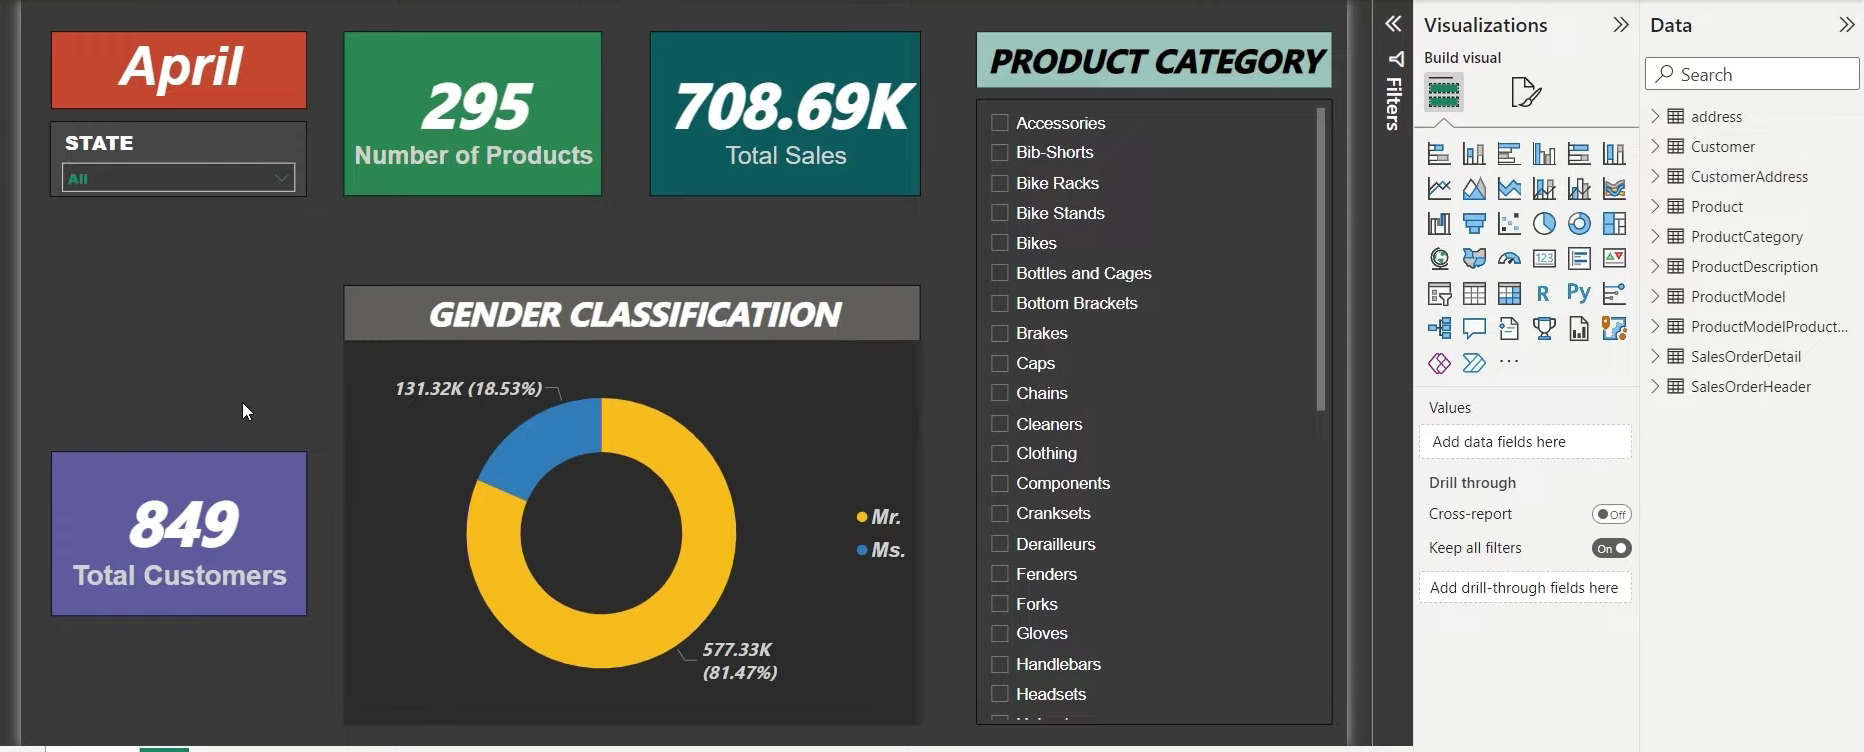 April
STATE
All
295
Number of Products
708.69K
Total Sales
PRODUCT CATEGORY
Accessories
Bib-Shorts
Bike Racks
Bike Stands
Bikes
Bottles and Cages
Bottom Brackets
Brakes
Caps
Chains
Cleaners
Clothing
Components
Cranksets
Derailleurs
Fenders
Forks
Gloves
Handlebars
Headsets
GENDER CLASSIFICATIION
131.32K (18.53%)
577.33K
(81.47%)
Mr.
Ms.
849
Total Customers
Filters
Visualizations
Build visual
123
R
Py
...
Values
Add data fields here
Drill through
Cross-report
Off
Keep all filters
On
Add drill-through fields here
Data
Search
address
Customer
CustomerAddress
Product
ProductCategory
ProductDescription
ProductModel
ProductModelProduct...
SalesOrderDetail
SalesOrderHeader